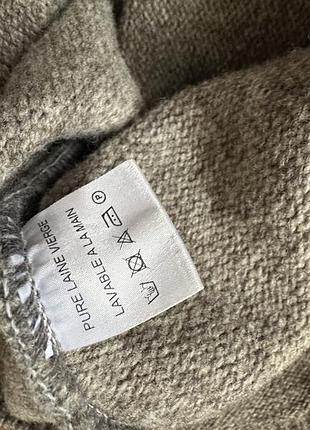 PURE LAINE VIERGE
LAVABLE A LA MAIN
P